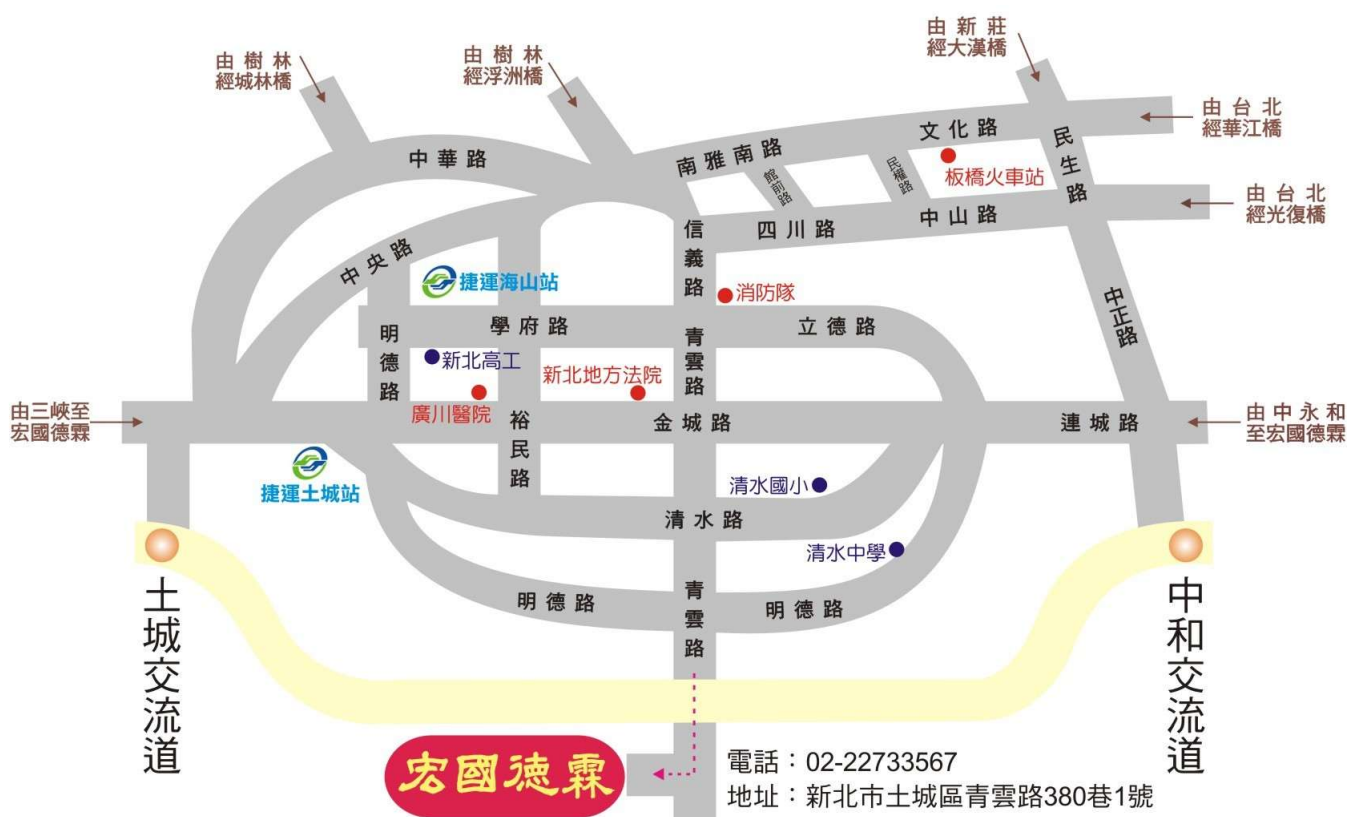 由新莊
經大漢橋
由樹林
經城林橋
由樹林
經浮洲橋
由台北
經華江橋
文化路
南雅南路
民生路
中華路
館前路
民權路
板橋火車站
由台北
經光復橋
中山路
四川路
信義路
中央路
捷運海山站
消防隊
中正路
學府路
立德路
明德路
青雲路
新北高工
新北地方法院
廣川醫院
由三峽至
宏國德霖
裕民路
金城路
連城路
由中永和
至宏國德霖
捷運土城站
清水國小
清水路
清水中學
明德路
青雲路
明德路
土城交流道
中和交流道
宏國德霖
電話：02-22733567
地址：新北市土城區青雲路380巷1號